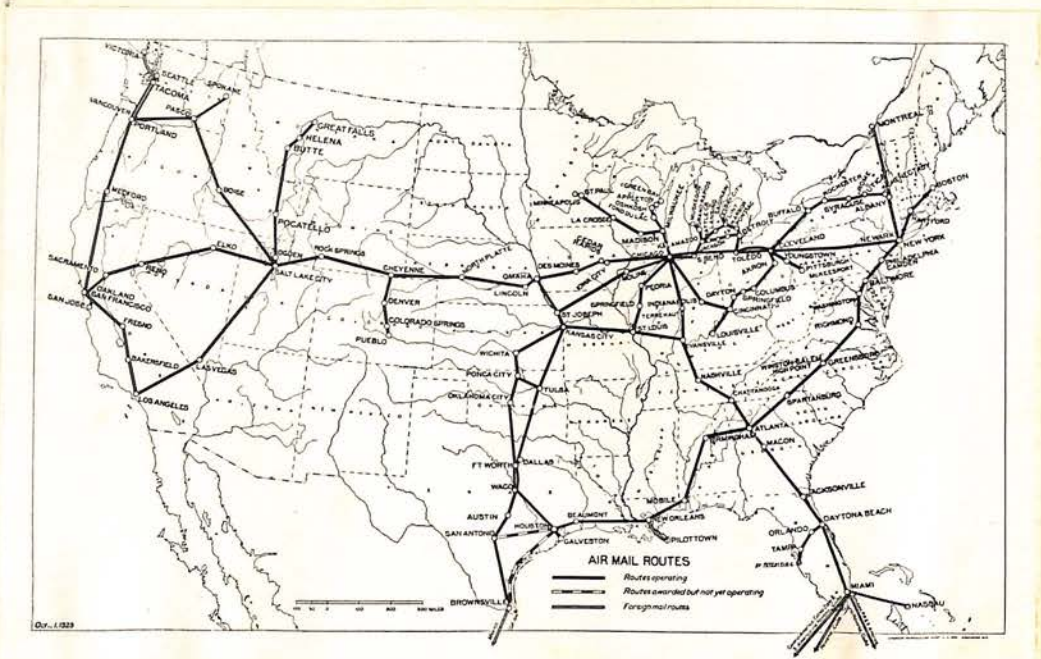 VICTORIA
SEATTLE
SPOKANE
TACOMA
VANCOUVER
PASCO
PORTLAND
GREAT FALLS
HELENA
BUTTE
MEDFORD
BOISE
POCATELLO
ELKO
OGDEN
ROCK SPRINGS
SALT LAKE CITY
SACRAMENTO
RENO
OAKLAND
SAN FRANCISCO
SAN JOSE
FRESNO
BAKERSFIELD
LAS VEGAS
LOS ANGELES
CHEYENNE
NORTH PLATTE
DENVER
COLORADO SPRINGS
PUEBLO
OMAHA
LINCOLN
DES MOINES
CEDAR RAPIDS
IOWA CITY
MOLINE
ST. PAUL
MINNEAPOLIS
LA CROSSE
MADISON
GREEN BAY
APPLETON
OSHKOSH
FOND DU LAC
MILWAUKEE
CHICAGO
KALAMAZOO
S. BEND
JACKSON
DETROIT
TOLEDO
CLEVELAND
BUFFALO
ROCHESTER
SYRACUSE
ALBANY
SCHENECTADY
MONTREAL
BOSTON
HARTFORD
NEWARK
NEW YORK
PHILADELPHIA
CAMDEN
BALTIMORE
WASHINGTON
RICHMOND
YOUNGSTOWN
AKRON
PITTSBURGH
McKEESPORT
COLUMBUS
SPRINGFIELD
DAYTON
CINCINNATI
LOUISVILLE
PEORIA
SPRINGFIELD
INDIANAPOLIS
TERRE HAUTE
ST LOUIS
EVANSVILLE
ST JOSEPH
KANSAS CITY
WICHITA
PONCA CITY
OKLAHOMA CITY
TULSA
NASHVILLE
CHATTANOOGA
WINSTON-SALEM
HIGH POINT
GREENSBORO
SPARTANBURG
ATLANTA
BIRMINGHAM
MACON
FT WORTH
DALLAS
WACO
AUSTIN
HOUSTON
BEAUMONT
SAN ANTONIO
GALVESTON
BROWNSVILLE
MOBILE
NEW ORLEANS
PILOTTOWN
JACKSONVILLE
DAYTONA BEACH
ORLANDO
TAMPA
MIAMI
NASSAU
AIR MAIL ROUTES
Routes operating
Routes awarded but not yet operating
Foreign mail routes
Oct., 1, 1929